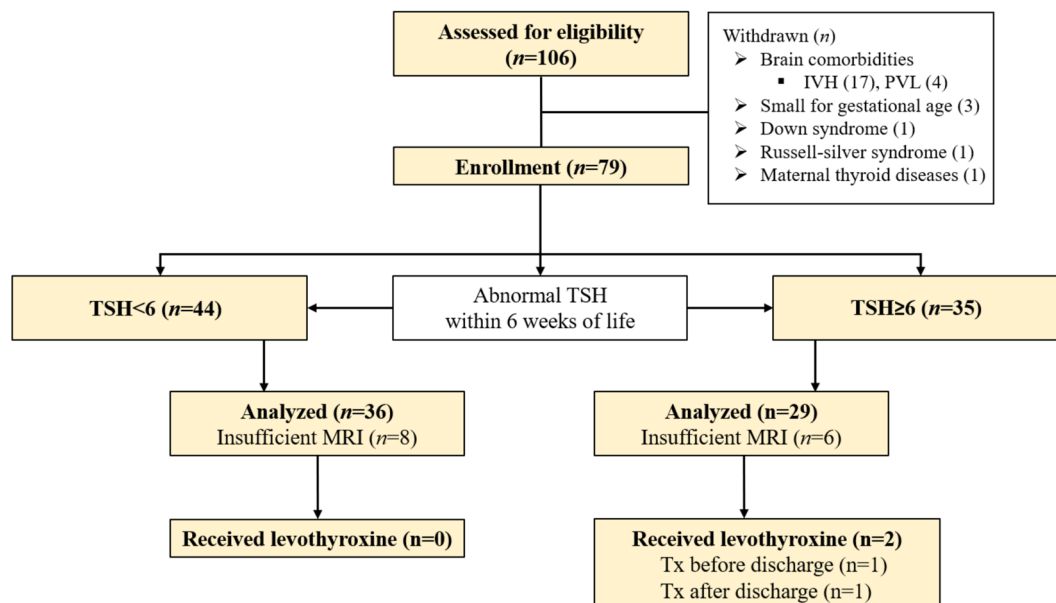 Assessed for eligibility
(n=106)
Withdrawn (n)
➢ Brain comorbidities
▪ IVH (17), PVL (4)
➢ Small for gestational age (3)
➢ Down syndrome (1)
➢ Russell-silver syndrome (1)
➢ Maternal thyroid diseases (1)
Enrollment (n=79)
TSH<6 (n=44)
Abnormal TSH
within 6 weeks of life
TSH≥6 (n=35)
Analyzed (n=36)
Insufficient MRI (n=8)
Analyzed (n=29)
Insufficient MRI (n=6)
Received levothyroxine (n=0)
Received levothyroxine (n=2)
Tx before discharge (n=1)
Tx after discharge (n=1)